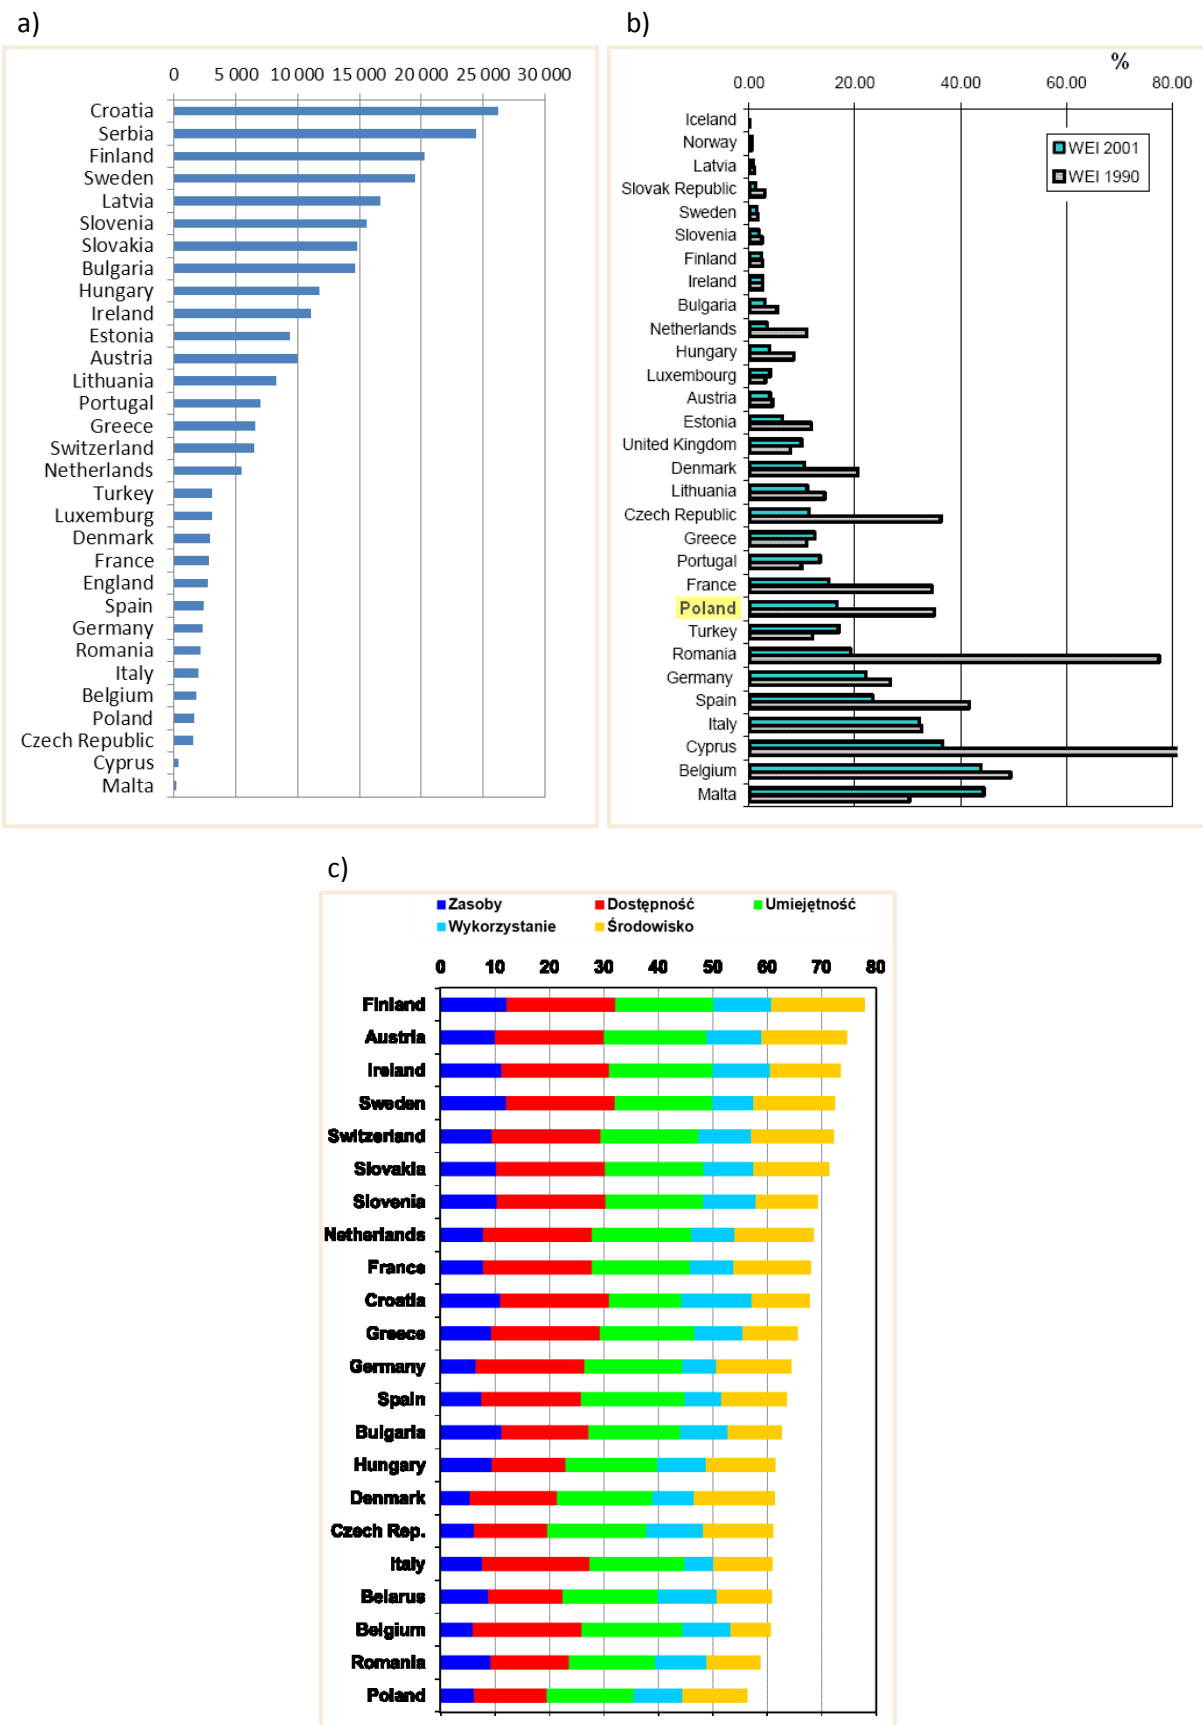 a)
0 5 000 10 000 15 000 20 000 25 000 30 000
Croatia
Serbia
Finland
Sweden
Latvia
Slovenia
Slovakia
Bulgaria
Hungary
Ireland
Estonia
Austria
Lithuania
Portugal
Greece
Switzerland
Netherlands
Turkey
Luxemburg
Denmark
France
England
Spain
Germany
Romania
Italy
Belgium
Poland
Czech Republic
Cyprus
Malta
b)
%
0.00 20.00 40.00 60.00 80.00
WEI 2001
WEI 1990
Iceland
Norway
Latvia
Slovak Republic
Sweden
Slovenia
Finland
Ireland
Bulgaria
Netherlands
Hungary
Luxembourg
Austria
Estonia
United Kingdom
Denmark
Lithuania
Czech Republic
Greece
Portugal
France
Poland
Turkey
Romania
Germany
Spain
Italy
Cyprus
Belgium
Malta
c)
Zasoby Dostępność Umiejętność
Wykorzystanie Środowisko
0 10 20 30 40 50 60 70 80
Finland
Austria
Ireland
Sweden
Switzerland
Slovakia
Slovenia
Netherlands
France
Croatia
Greece
Germany
Spain
Bulgaria
Hungary
Denmark
Czech Rep.
Italy
Belarus
Belgium
Romania
Poland